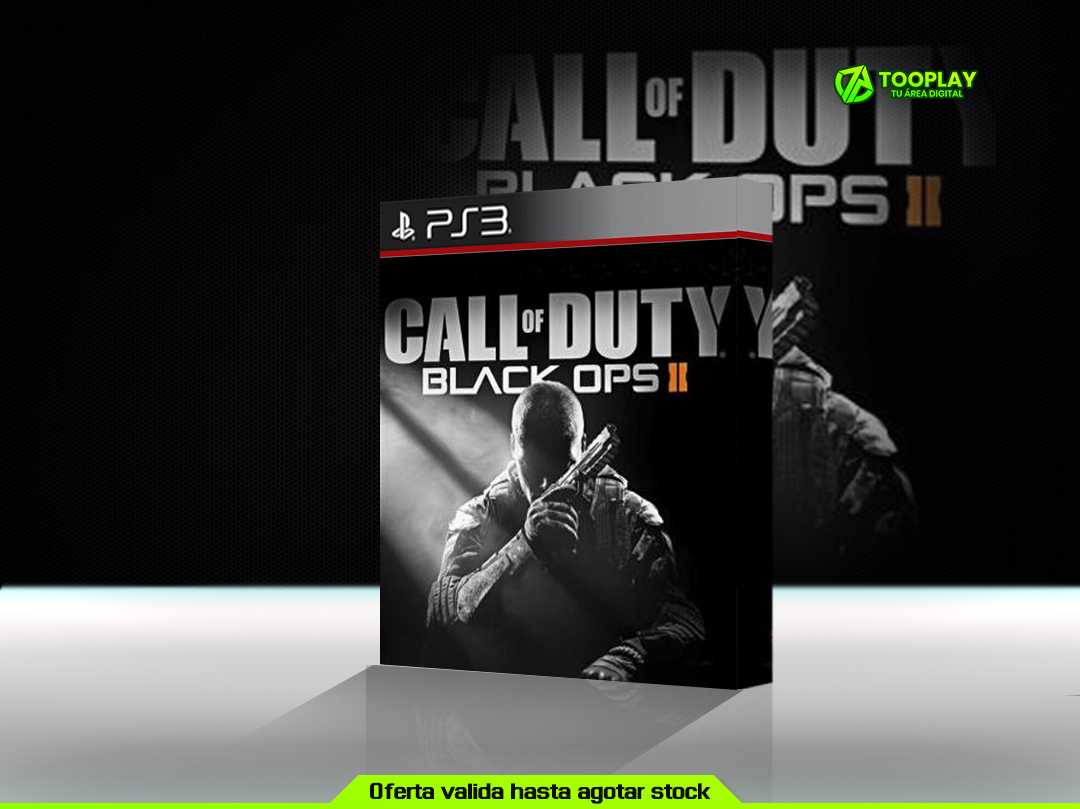 CALL OF DUTY
BLACK OPS II
TOOPLAY
TU ÁREA DIGITAL
PS3
CALL OF DUTY Y
BLACK OPS II
Oferta valida hasta agotar stock